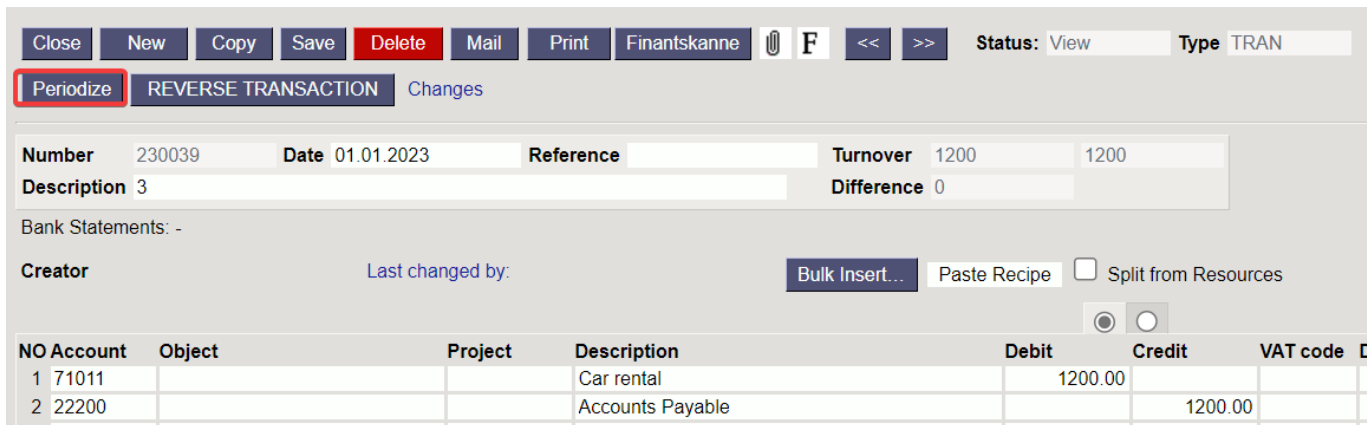 Close New Copy Save Delete Mail Print Finantskanne F << >> Status: View Type TRAN
Periodize REVERSE TRANSACTION Changes
Number 230039 Date 01.01.2023 Reference Turnover 1200 1200
Description 3 Difference 0
Bank Statements: -
Creator Last changed by: Bulk Insert... Paste Recipe Split from Resources
NO Account Object Project Description Debit Credit VAT code D
1 71011 Car rental 1200.00
2 22200 Accounts Payable 1200.00